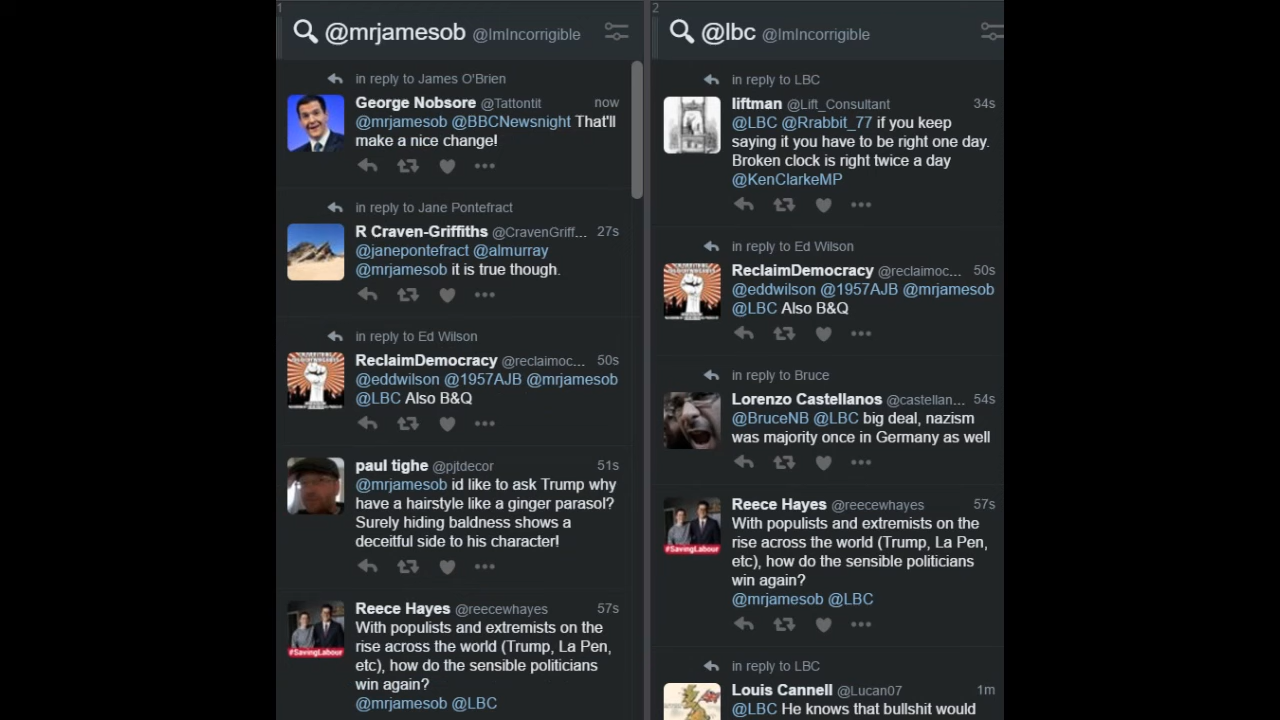 1
@mrjamesob @ImIncorrigible
in reply to James O'Brien
George Nobsore @Tattontit now
@mrjamesob @BBCNewsnight That'll
make a nice change!
in reply to Jane Pontefract
R Craven-Griffiths @CravenGriff... 27s
@janepontefract @almurray
@mrjamesob it is true though.
in reply to Ed Wilson
ReclaimDemocracy @reclaimoc... 50s
@eddwilson @1957AJB @mrjamesob
@LBC Also B&Q
paul tighe @pjtdecor 51s
@mrjamesob id like to ask Trump why
have a hairstyle like a ginger parasol?
Surely hiding baldness shows a
deceitful side to his character!
Reece Hayes @reecewhayes 57s
#SavingLabour
With populists and extremists on the
rise across the world (Trump, La Pen,
etc), how do the sensible politicians
win again?
@mrjamesob @LBC
2
@lbc @ImIncorrigible
in reply to LBC
liftman @Lift_Consultant 34s
@LBC @Rrabbit_77 if you keep
saying it you have to be right one day.
Broken clock is right twice a day
@KenClarkeMP
in reply to Ed Wilson
ReclaimDemocracy @reclaimoc... 50s
@eddwilson @1957AJB @mrjamesob
@LBC Also B&Q
in reply to Bruce
Lorenzo Castellanos @castellan... 54s
@BruceNB @LBC big deal, nazism
was majority once in Germany as well
Reece Hayes @reecewhayes 57s
#SavingLabour
With populists and extremists on the
rise across the world (Trump, La Pen,
etc), how do the sensible politicians
win again?
@mrjamesob @LBC
in reply to LBC
Louis Cannell @Lucan07 1m
@LBC He knows that bullshit would